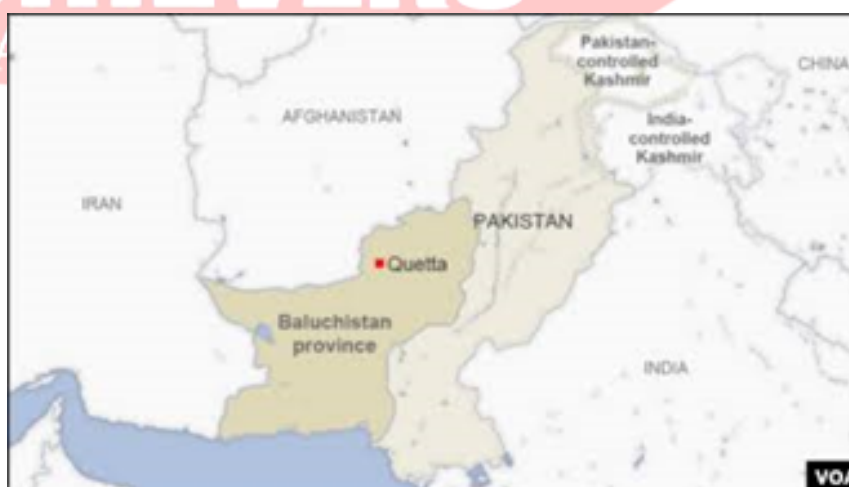 Pakistan-
controlled
Kashmir
CHINA
AFGHANISTAN
India-
controlled
Kashmir
IRAN
PAKISTAN
Quetta
Baluchistan
province
INDIA
VOA